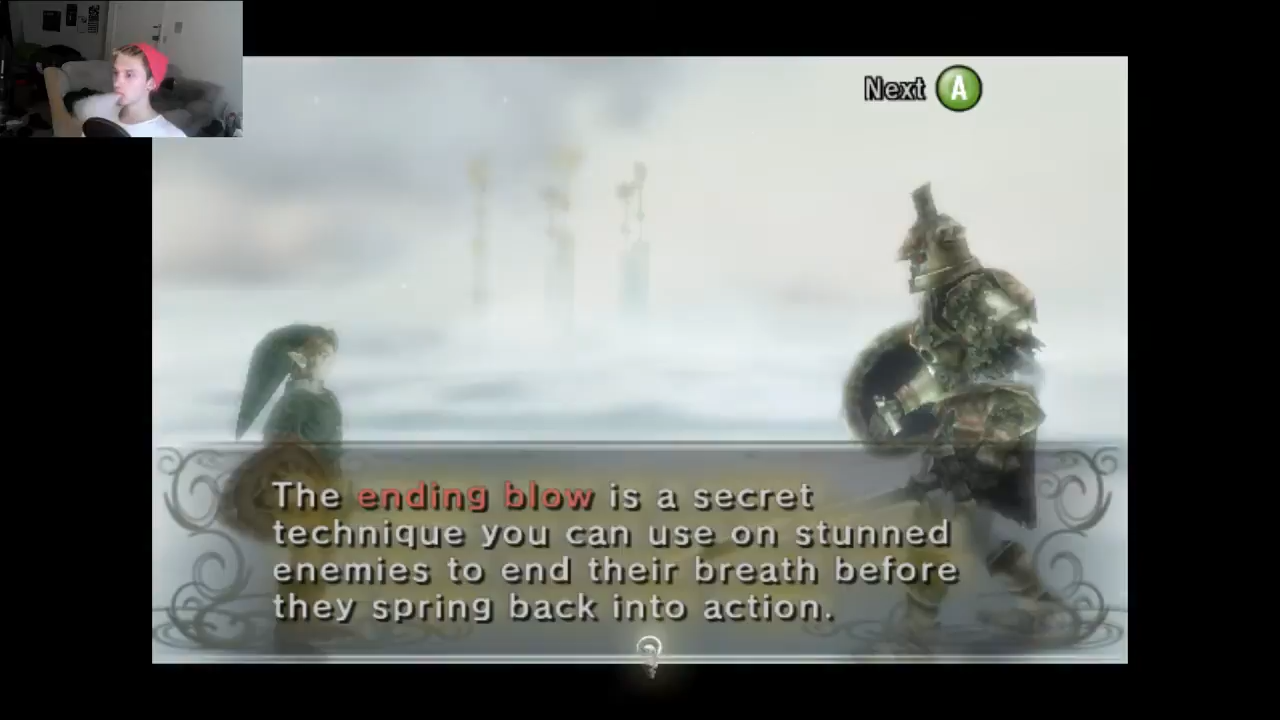 Next A
The ending blow is a secret
technique you can use on stunned
enemies to end their breath before
they spring back into action.